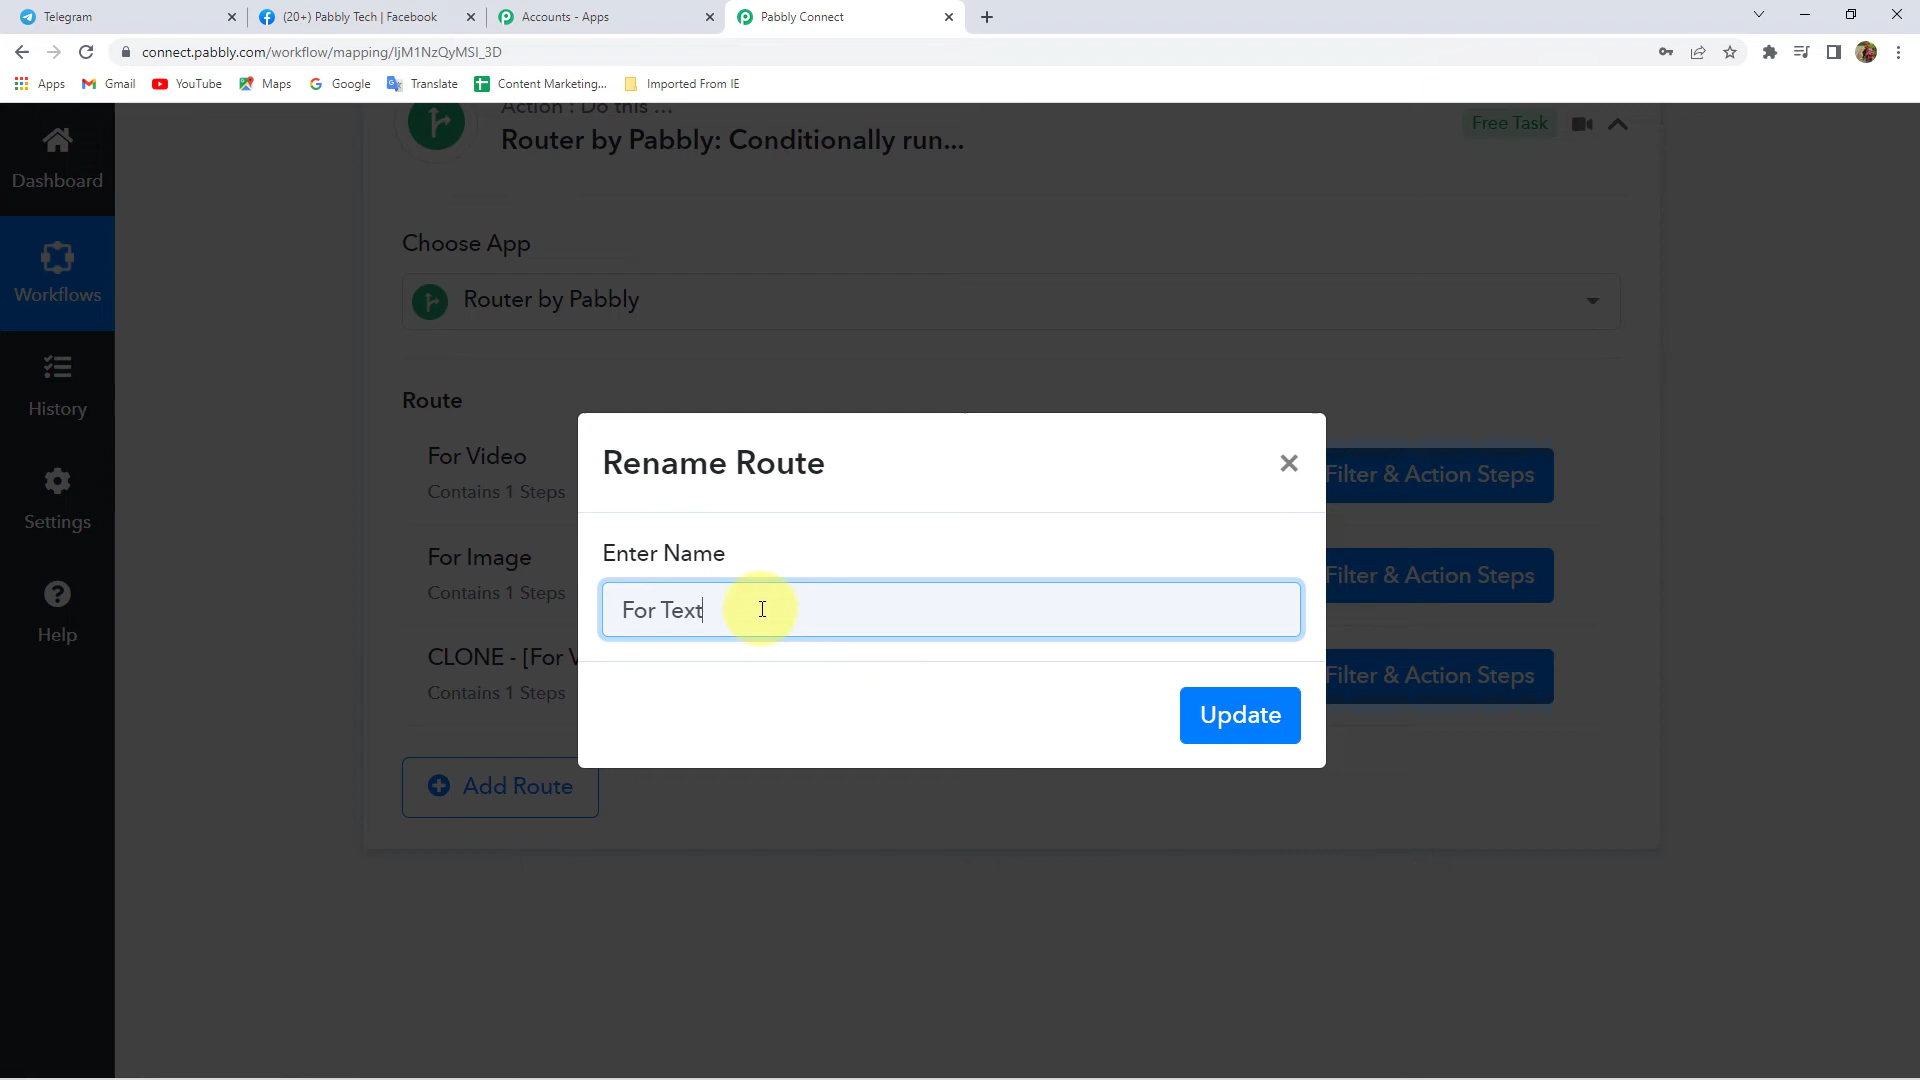 Telegram
(20+) Pabbly Tech | Facebook
Accounts - Apps
Pabbly Connect
connect.pabbly.com/workflow/mapping/IjM1NzQyMSI_3D
Apps
Gmail
YouTube
Maps
Google
Translate
Content Marketing...
Imported From IE
Dashboard
Workflows
History
Settings
Help
Action : Do this ...
Router by Pabbly: Conditionally run...
Free Task
Choose App
Router by Pabbly
Route
For Video
Contains 1 Steps
Filter & Action Steps
For Image
Contains 1 Steps
Filter & Action Steps
CLONE - [For V
Contains 1 Steps
Filter & Action Steps
Add Route
Rename Route
Enter Name
For Text
Update